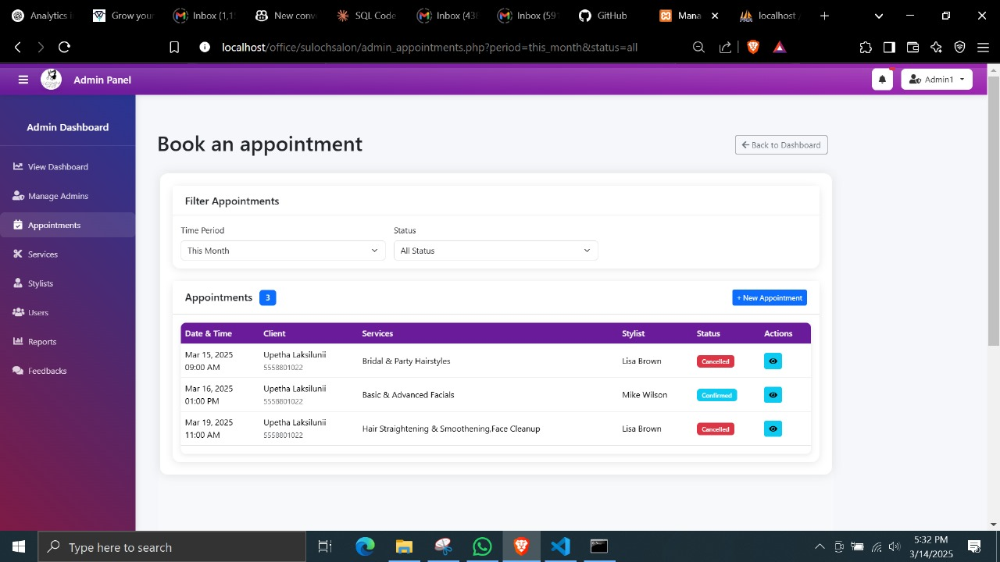 Analytics
Grow your
Inbox (1,1
New conv
SQL Code
Inbox (43
Inbox (591
GitHub
Mana
localhost
localhost/office/sulochsalon/admin_appointments.php?period=this_month&status=all
Admin Panel
Admin1
Admin Dashboard
View Dashboard
Manage Admins
Appointments
Services
Stylists
Users
Reports
Feedbacks
Book an appointment
Back to Dashboard
Filter Appointments
Time Period
Status
This Month
All Status
Appointments 3
+ New Appointment
Date & Time Client Services Stylist Status Actions
Mar 15, 2025 Upetha Laksilunii
Bridal & Party Hairstyles Lisa Brown Cancelled
09:00 AM 5558801022
Mar 16, 2025 Upetha Laksilunii
Basic & Advanced Facials Mike Wilson Confirmed
01:00 PM 5558801022
Mar 19, 2025 Upetha Laksilunii
Hair Straightening & Smoothening,Face Cleanup Lisa Brown Cancelled
11:00 AM 5558801022
Type here to search
5:32 PM
3/14/2025